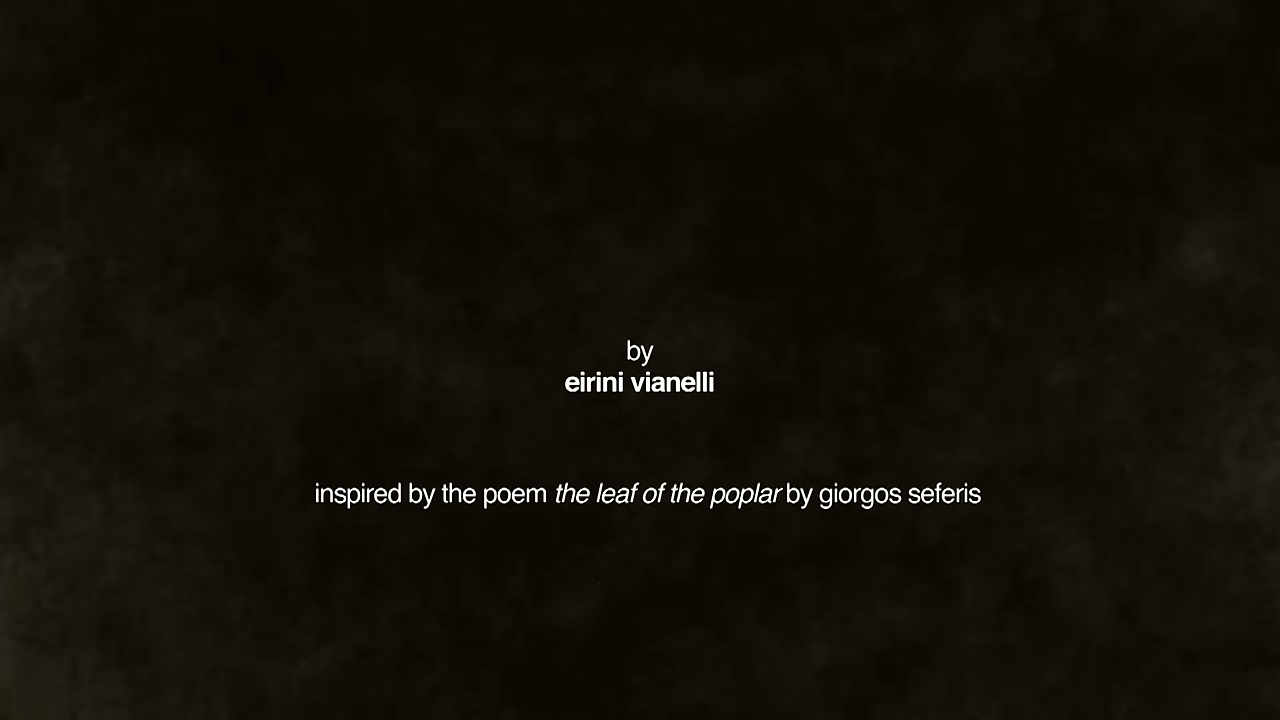 by
eirini vianelli
inspired by the poem the leaf of the poplar by giorgos seferis